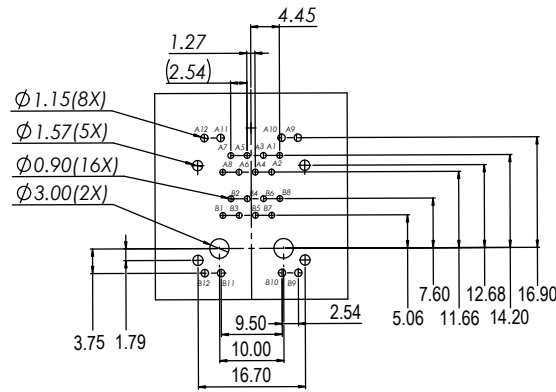 4.45
1.27
(2.54)
Ø1.15(8X)
Ø1.57(5X)
Ø0.90(16X)
Ø3.00(2X)
A12 A11 A10 A9
A7 A5 A3 A1
A8 A6 A4 A2
B2 B4 B6 B8
B1 B3 B5 B7
B12 B11 B10 B9
16.90
12.68
14.20
7.60
11.66
5.06
3.75
1.79
9.50
2.54
10.00
16.70